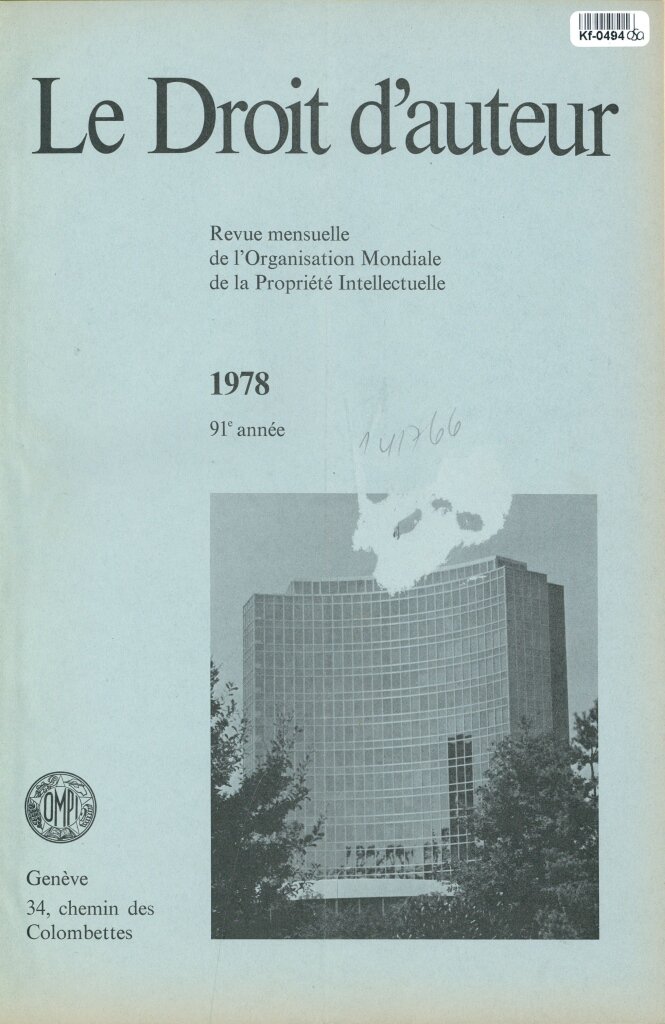 Kf-0494
Le Droit d'auteur
Revue mensuelle
de l'Organisation Mondiale
de la Propriété Intellectuelle
1978
91e année
141766
OMPI
Genève
34, chemin des
Colombettes